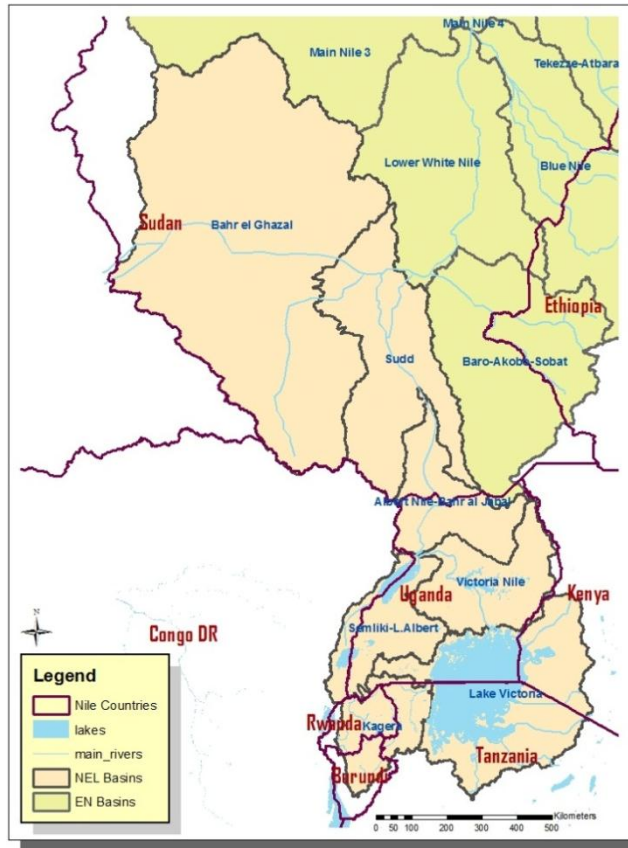 Main Nile 4
Main Nile 3
Tekezze-Atbara
Lower White Nile
Blue Nile
Sudan
Bahr el Ghazal
Ethiopia
Sudd
Baro-Akobo-Sobat
Albert Nile-Bahr al Jabal
Victoria Nile
Uganda
Kenya
Semliki-L.Albert
Congo DR
N
Lake Victoria
Rwanda
Kagera
Tanzania
Burundi
Legend
Nile Countries
lakes
main_rivers
NEL Basins
EN Basins
Kilometers
0 100 200 300 400 500